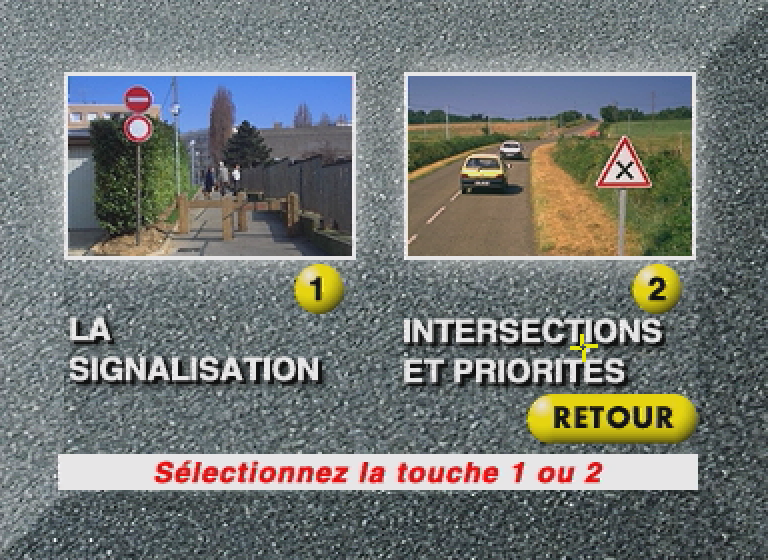 1
2
LA
SIGNALISATION
INTERSECTIONS
ET PRIORITES
RETOUR
Sélectionnez la touche 1 ou 2